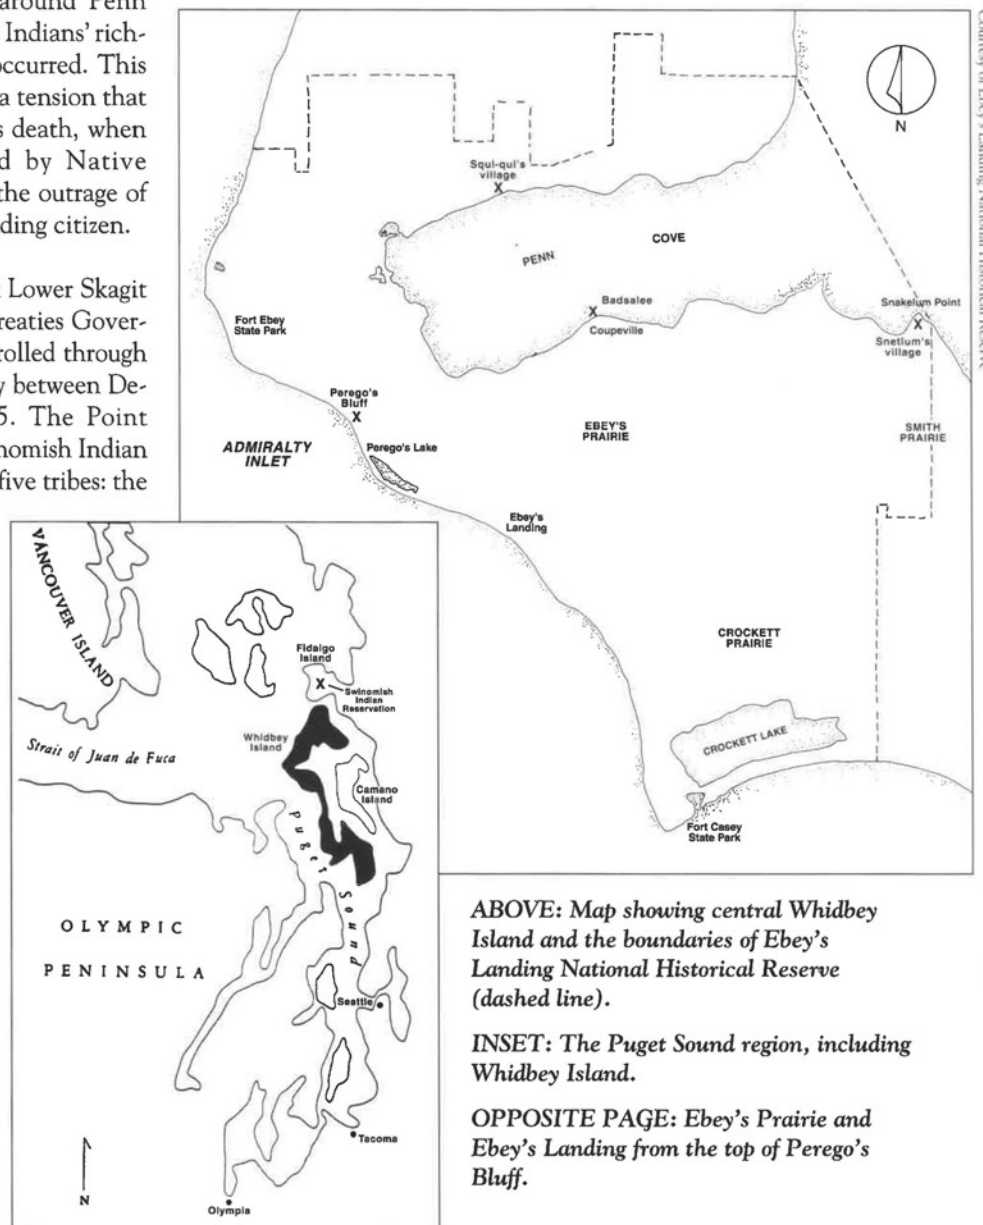 around Penn
Indians' rich-
occurred. This
a tension that
s death, when
d by Native
the outrage of
ding citizen.
Lower Skagit
reaties Gover-
rolled through
y between De-
5. The Point
nomish Indian
five tribes: the
N
Squi-qui's
village
X
PENN
COVE
Badsalee
X
Coupeville
Snakelum Point
X
Snetlum's
village
Fort Ebey
State Park
Perego's
Bluff
X
ADMIRALTY
INLET
Perego's Lake
EBEY'S
PRAIRIE
SMITH
PRAIRIE
Ebey's
Landing
CROCKETT
PRAIRIE
CROCKETT LAKE
Fort Casey
State Park
VANCOUVER ISLAND
Fidalgo
Island
X
Swinomish
Indian
Reservation
Whidbey
Island
Strait of Juan de Fuca
Camano
Island
Puget Sound
OLYMPIC
PENINSULA
Seattle
Tacoma
N
Olympia
ABOVE: Map showing central Whidbey
Island and the boundaries of Ebey's
Landing National Historical Reserve
(dashed line).
INSET: The Puget Sound region, including
Whidbey Island.
OPPOSITE PAGE: Ebey's Prairie and
Ebey's Landing from the top of Perego's
Bluff.